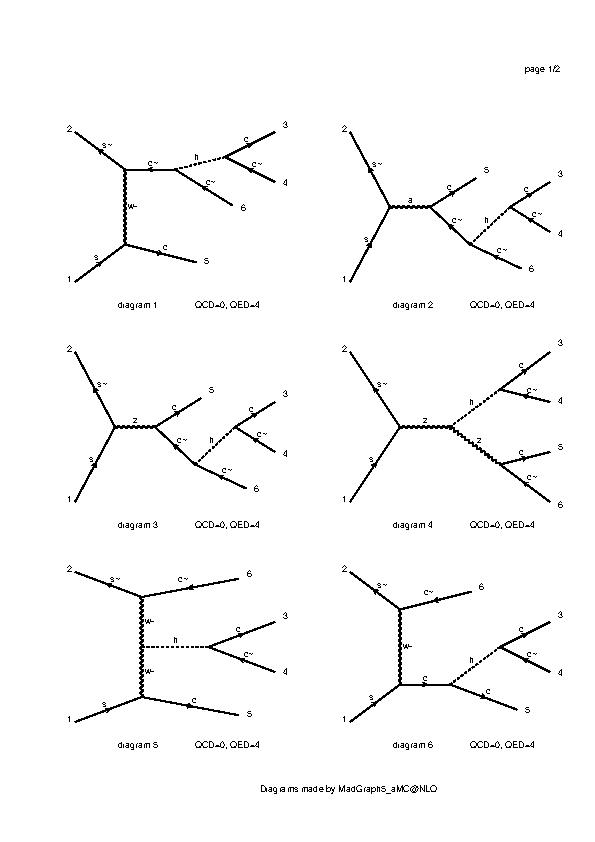 page 1/2
2
s~
c~
h
c
3
c~
4
c~
6
w-
s
c
1
5
diagram 1 QCD=0, QED=4
2
s~
a
c
5
c~
h
c
3
c~
4
c~
6
s
1
diagram 2 QCD=0, QED=4
2
s~
z
c
5
c~
h
c
3
c~
4
c~
6
s
1
diagram 3 QCD=0, QED=4
2
s~
z
h
c
3
c~
4
z
c
5
c~
6
s
1
diagram 4 QCD=0, QED=4
2
s~
c~
6
w-
h
c
3
c~
4
w-
s
c
1
5
diagram 5 QCD=0, QED=4
2
s~
c~
6
w-
h
c
3
c~
4
s
c
c
5
1
diagram 6 QCD=0, QED=4
Diagrams made by MadGraph5_aMC@NLO